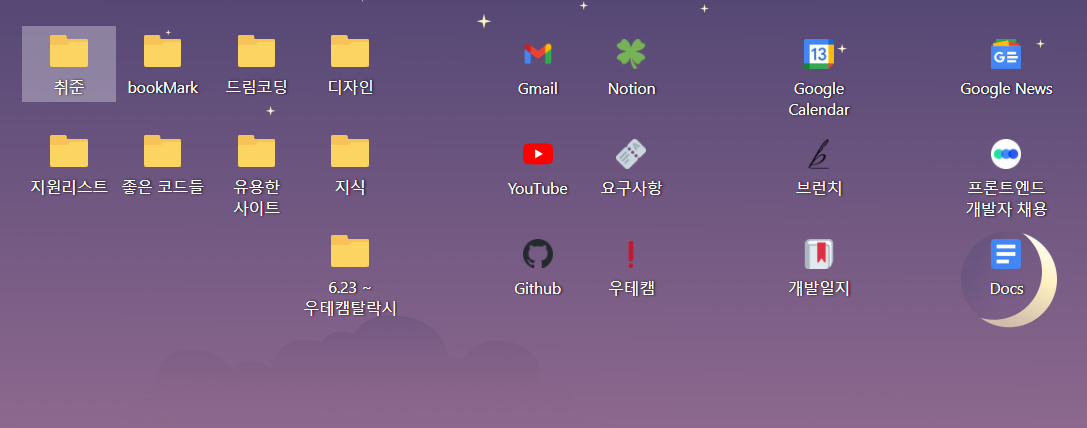 취준
bookMark
드림코딩
디자인
Gmail
Notion
13
Google
Calendar
GE
Google News
지원리스트
좋은 코드들
유용한
사이트
지식
YouTube
요구사항
b
브런치
프론트엔드
개발자 채용
6.23 ~
우테캠탈락시
Github
우테캠
개발일지
Docs